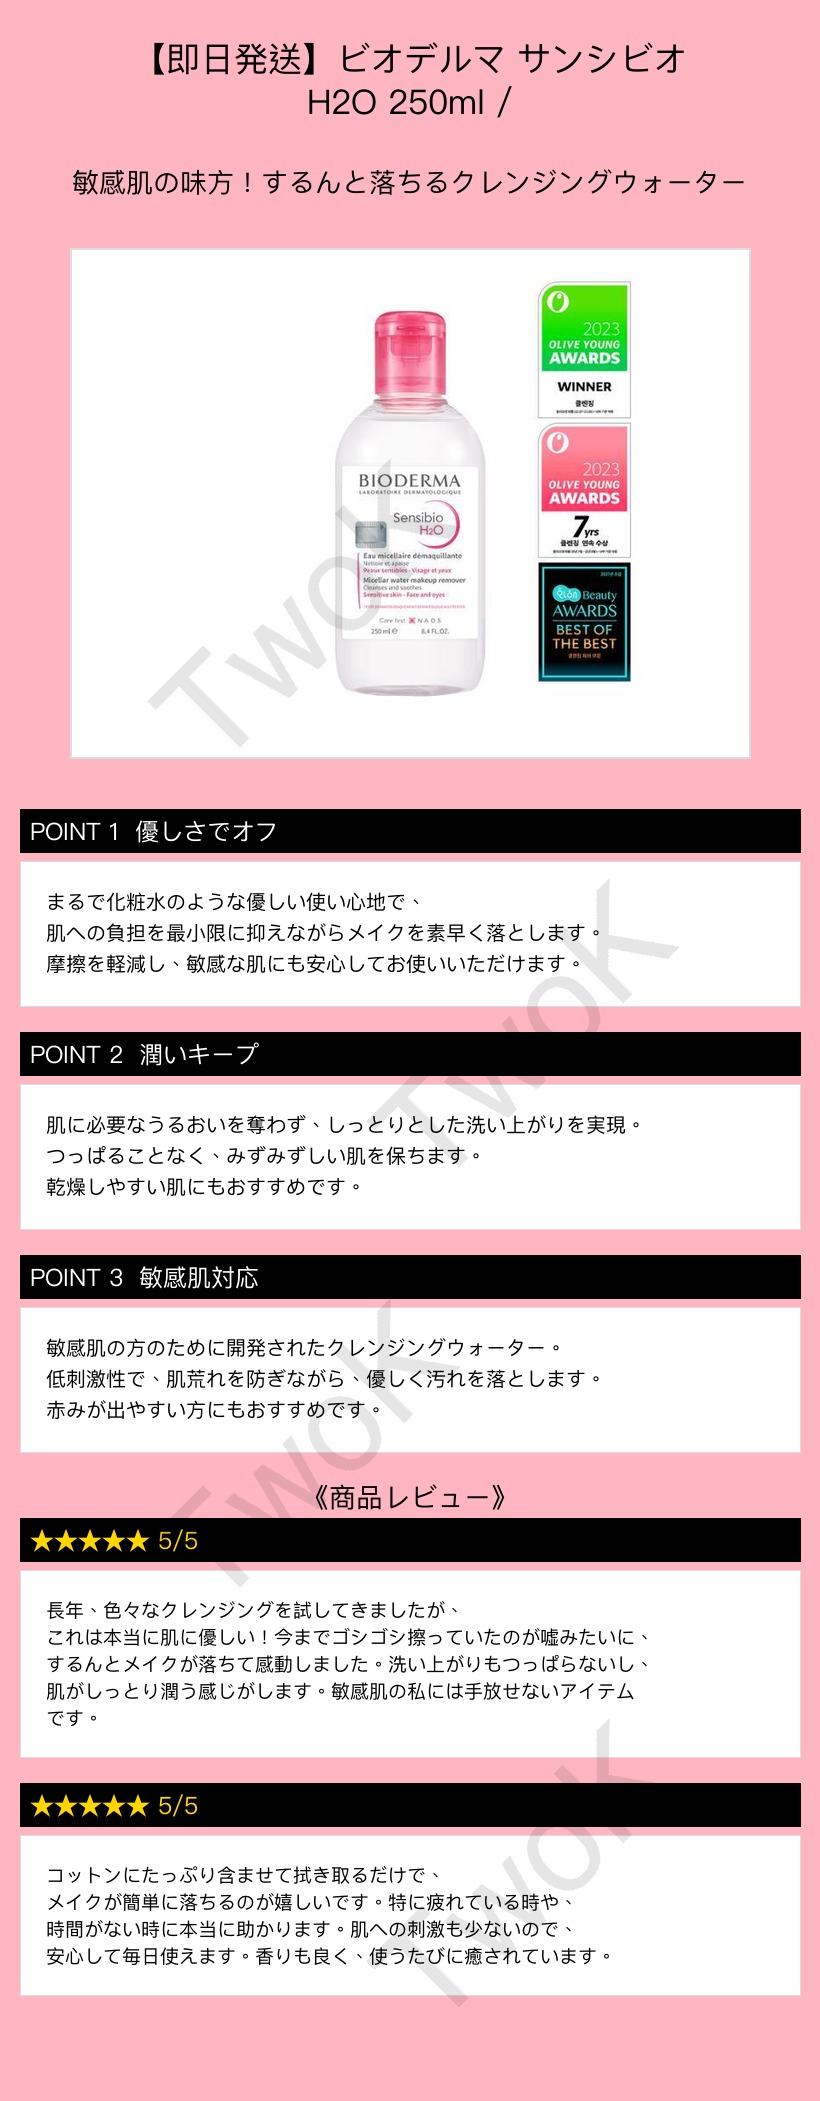 【即日発送】ビオデルマ サンシビオ
H2O 250ml /
敏感肌の味方！するんと落ちるクレンジングウォーター
2023
OLIVE YOUNG
AWARDS
WINNER
클렌징
2023
OLIVE YOUNG
AWARDS
7yrs
클렌징 연속 수상
Qoo10 Beauty
AWARDS
BEST OF
THE BEST
BIODERMA
LABORATOIRE DERMATOLOGIQUE
Sensibio
H2O
Eau micellaire démaquillante
Nettoie et apaise
Peaux sensibles - Visage et yeux
Micellar water makeup remover
Cleanses and soothes
Sensitive skin - Face and eyes
Care first NAOS
250 ml ℮ 8.4 FL.OZ.
TwoK
POINT 1 優しさでオフ
まるで化粧水のような優しい使い心地で、
肌への負担を最小限に抑えながらメイクを素早く落とします。
摩擦を軽減し、敏感な肌にも安心してお使いいただけます。
TwoK
POINT 2 潤いキープ
肌に必要なうるおいを奪わず、しっとりとした洗い上がりを実現。
つっぱることなく、みずみずしい肌を保ちます。
乾燥しやすい肌にもおすすめです。
POINT 3 敏感肌対応
敏感肌の方のために開発されたクレンジングウォーター。
低刺激性で、肌荒れを防ぎながら、優しく汚れを落とします。
赤みが出やすい方にもおすすめです。
TwoK
《商品レビュー》
★★★★★ 5/5
長年、色々なクレンジングを試してきましたが、
これは本当に肌に優しい！今までゴシゴシ擦っていたのが嘘みたいに、
するんとメイクが落ちて感動しました。洗い上がりもつっぱらないし、
肌がしっとり潤う感じがします。敏感肌の私には手放せないアイテム
です。
★★★★★ 5/5
コットンにたっぷり含ませて拭き取るだけで、
メイクが簡単に落ちるのが嬉しいです。特に疲れている時や、
時間がない時に本当に助かります。肌への刺激も少ないので、
安心して毎日使えます。香りも良く、使うたびに癒されています。
TwoK